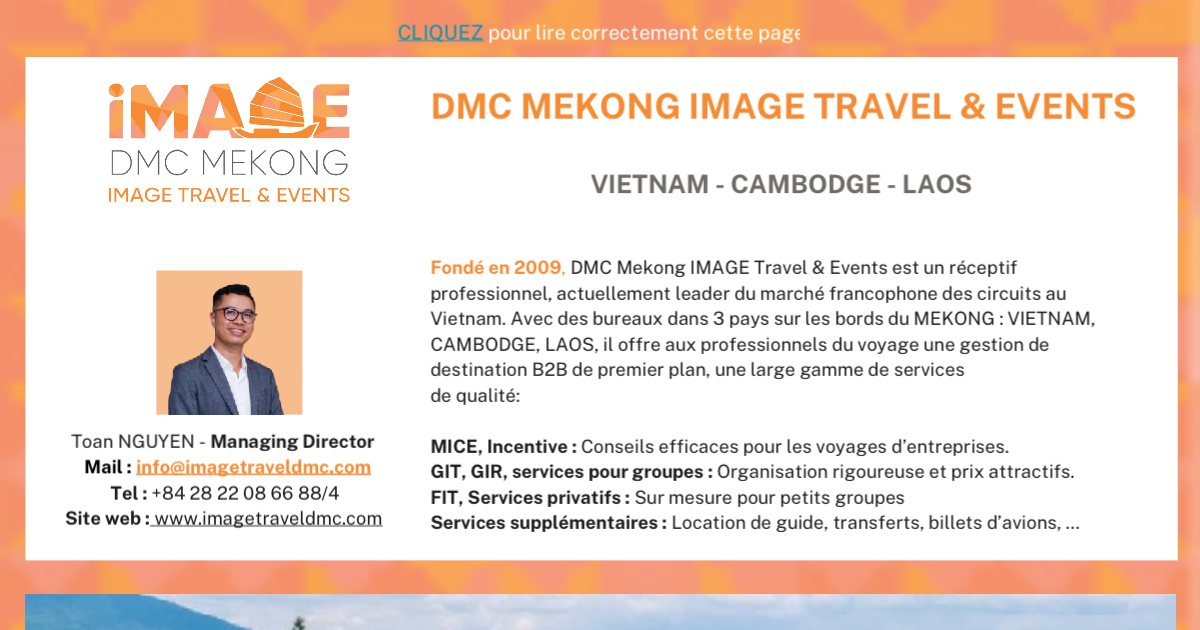 CLIQUEZ pour lire correctement cette page
iMAGE
DMC MEKONG
IMAGE TRAVEL & EVENTS
DMC MEKONG IMAGE TRAVEL & EVENTS
VIETNAM - CAMBODGE - LAOS
Toan NGUYEN - Managing Director
Mail : info@imagetraveldmc.com
Tel : +84 28 22 08 66 88/4
Site web : www.imagetraveldmc.com
Fondé en 2009, DMC Mekong IMAGE Travel & Events est un réceptif
professionnel, actuellement leader du marché francophone des circuits au
Vietnam. Avec des bureaux dans 3 pays sur les bords du MEKONG : VIETNAM,
CAMBODGE, LAOS, il offre aux professionnels du voyage une gestion de
destination B2B de premier plan, une large gamme de services
de qualité:
MICE, Incentive : Conseils efficaces pour les voyages d’entreprises.
GIT, GIR, services pour groupes : Organisation rigoureuse et prix attractifs.
FIT, Services privatifs : Sur mesure pour petits groupes
Services supplémentaires : Location de guide, transferts, billets d’avions, ...